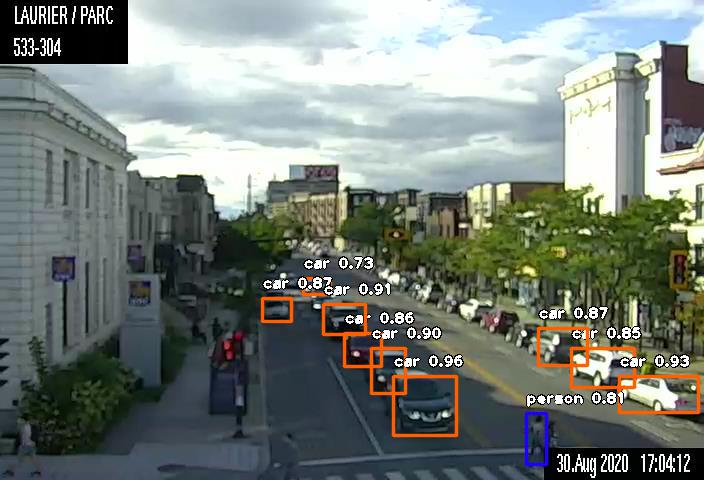 LAURIER / PARC
533-304
car 0.73
car 0.87
car 0.91
car 0.86
car 0.87
car 0.90
car 0.85
car 0.96
car 0.93
person 0.81
30.Aug 2020 17:04:12